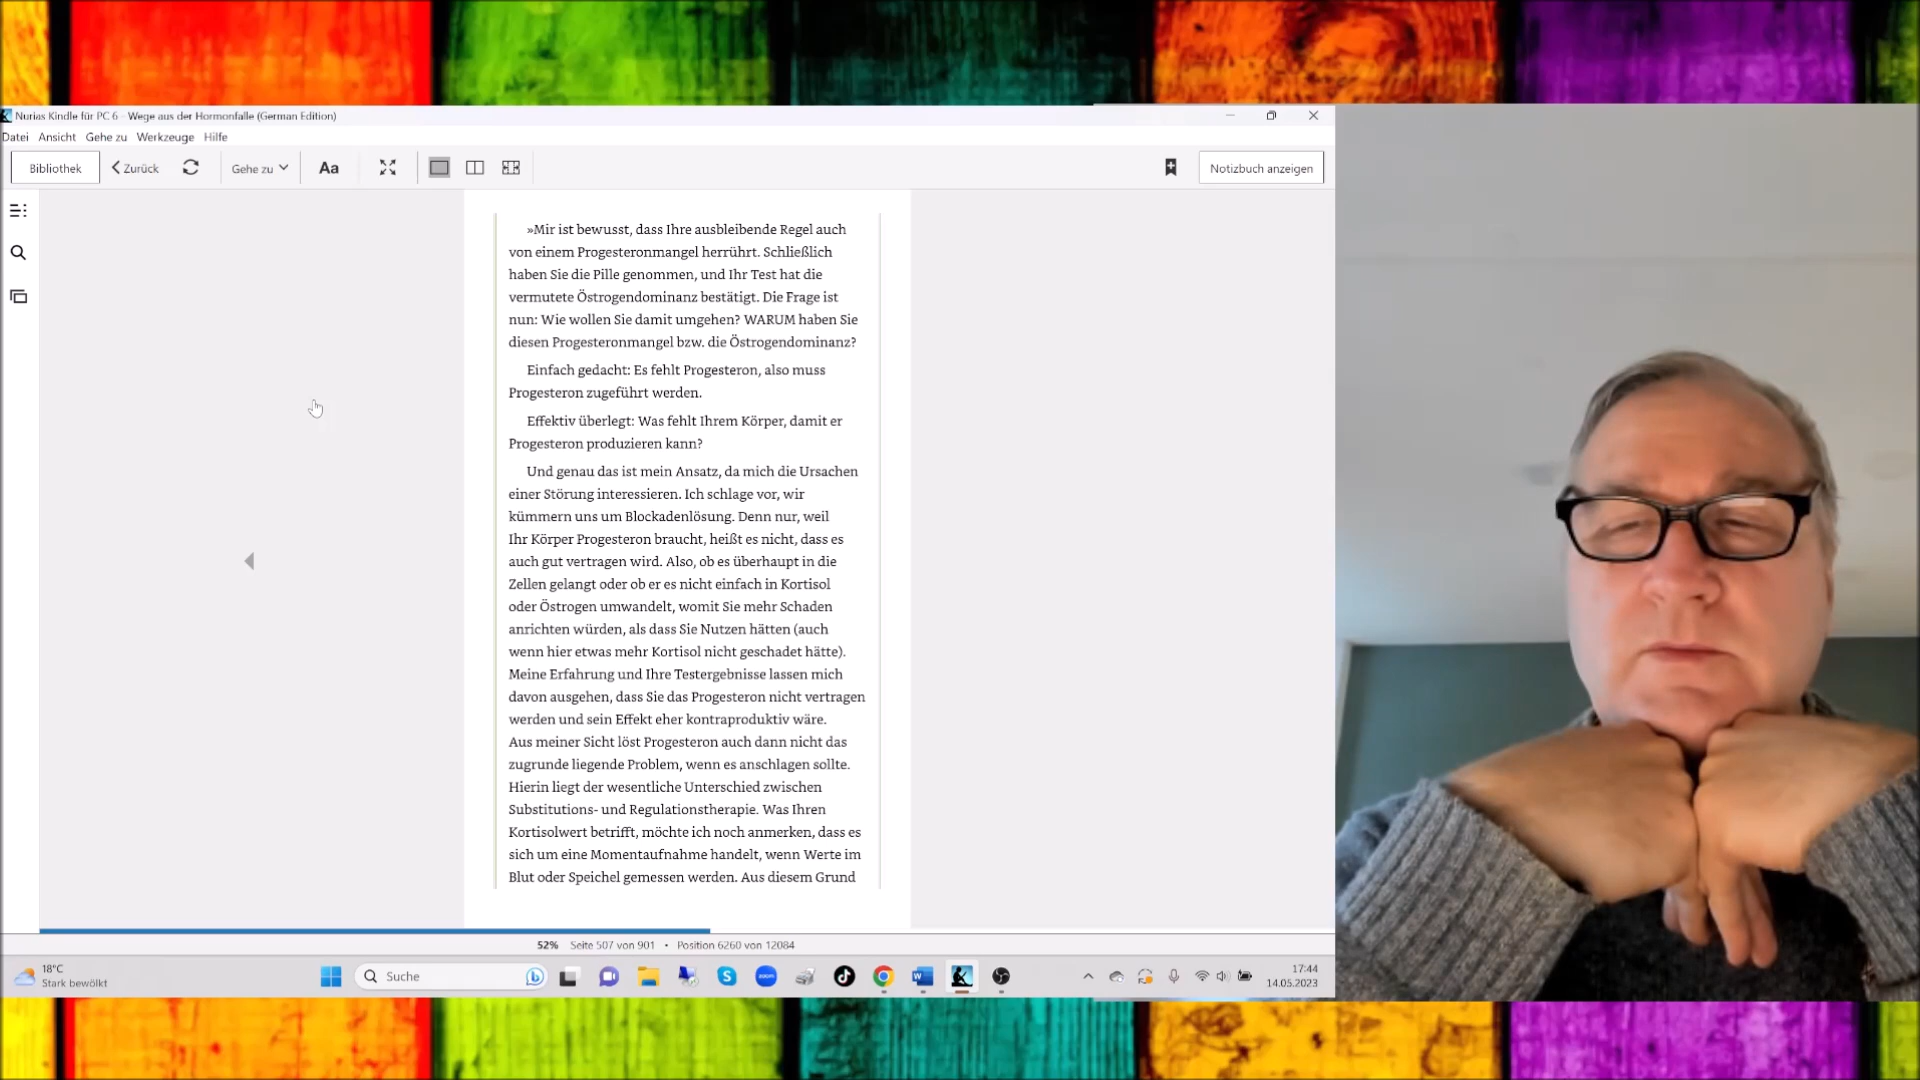 Nurias Kindle für PC 6 - Wege aus der Hormonfalle (German Edition)
Datei Ansicht Gehe zu Werkzeuge Hilfe
Bibliothek Zurück Gehe zu Aa Notizbuch anzeigen
»Mir ist bewusst, dass Ihre ausbleibende Regel auch
von einem Progesteronmangel herrührt. Schließlich
haben Sie die Pille genommen, und Ihr Test hat die
vermutete Östrogendominanz bestätigt. Die Frage ist
nun: Wie wollen Sie damit umgehen? WARUM haben Sie
diesen Progesteronmangel bzw. die Östrogendominanz?
Einfach gedacht: Es fehlt Progesteron, also muss
Progesteron zugeführt werden.
Effektiv überlegt: Was fehlt Ihrem Körper, damit er
Progesteron produzieren kann?
Und genau das ist mein Ansatz, da mich die Ursachen
einer Störung interessieren. Ich schlage vor, wir
kümmern uns um Blockadenlösung. Denn nur, weil
Ihr Körper Progesteron braucht, heißt es nicht, dass es
auch gut vertragen wird. Also, ob es überhaupt in die
Zellen gelangt oder ob er es nicht einfach in Kortisol
oder Östrogen umwandelt, womit Sie mehr Schaden
anrichten würden, als dass Sie Nutzen hätten (auch
wenn hier etwas mehr Kortisol nicht geschadet hätte).
Meine Erfahrung und Ihre Testergebnisse lassen mich
davon ausgehen, dass Sie das Progesteron nicht vertragen
werden und sein Effekt eher kontraproduktiv wäre.
Aus meiner Sicht löst Progesteron auch dann nicht das
zugrunde liegende Problem, wenn es anschlagen sollte.
Hierin liegt der wesentliche Unterschied zwischen
Substitutions- und Regulationstherapie. Was Ihren
Kortisolwert betrifft, möchte ich noch anmerken, dass es
sich um eine Momentaufnahme handelt, wenn Werte im
Blut oder Speichel gemessen werden. Aus diesem Grund
52% Seite 507 von 901 • Position 6260 von 12084
18°C
Stark bewölkt
Suche
zoom
17:44
14.05.2023